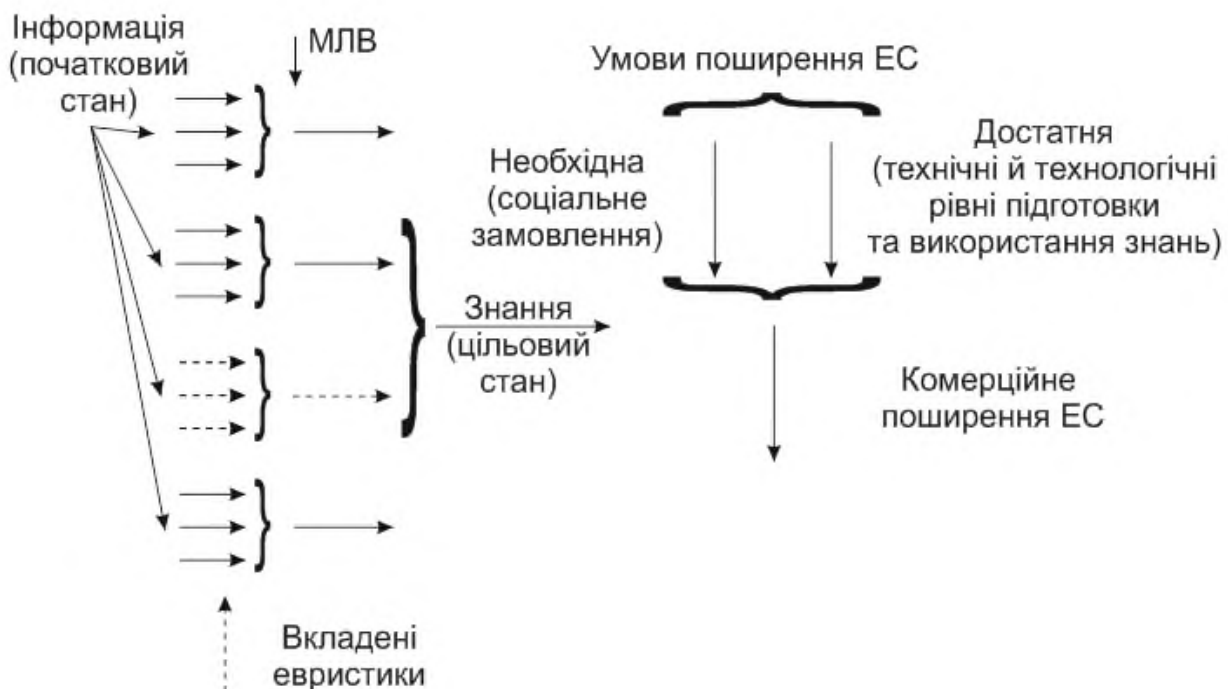 Інформація
(початковий
стан)
МЛВ
Умови поширення ЕС
Необхідна
(соціальне
замовлення)
Достатня
(технічні й технологічні
рівні підготовки
та використання знань)
Знання
(цільовий
стан)
Комерційне
поширення ЕС
Вкладені
евристики